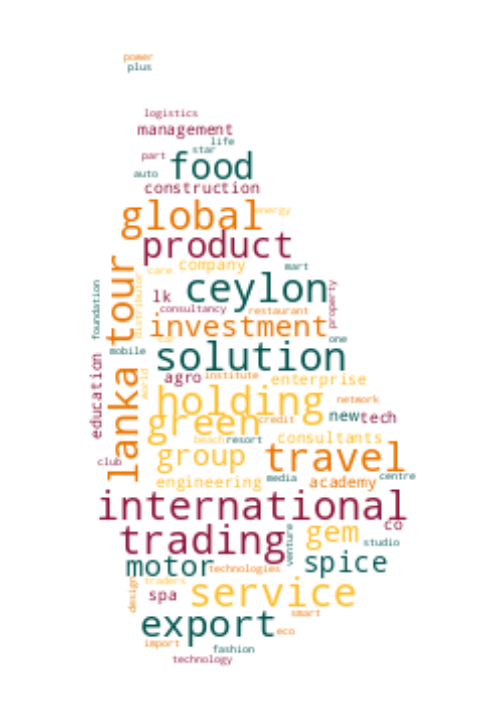 power
plus
logistics
management
life
star
part
food
auto
construction
global
energy
product
care
company
mart
lanka tour
foundation
distributor
lk
ceylon
property
consultancy
restaurant
investment
one
mobile
solution
education
agro
institute
enterprise
world
holding
network
green
credit
new
tech
beach
resort
consultants
club
group
travel
engineering
media
academy
centre
international
co
trading
venture
gem
studio
motor
technologies
spice
traders
design
spa
service
smart
export
eco
import
fashion
technology